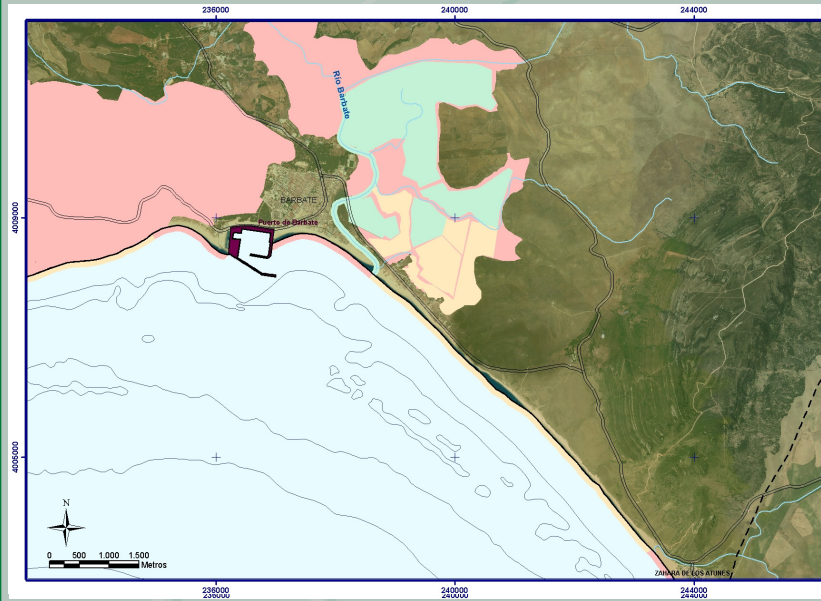 236000 240000 244000
Río Barbate
BARBATE
Puerto de Barbate
4009000
4005000
N
0 500 1.000 1.500
Metros
ZAHARA DE LOS ATUNES
236000 240000 244000